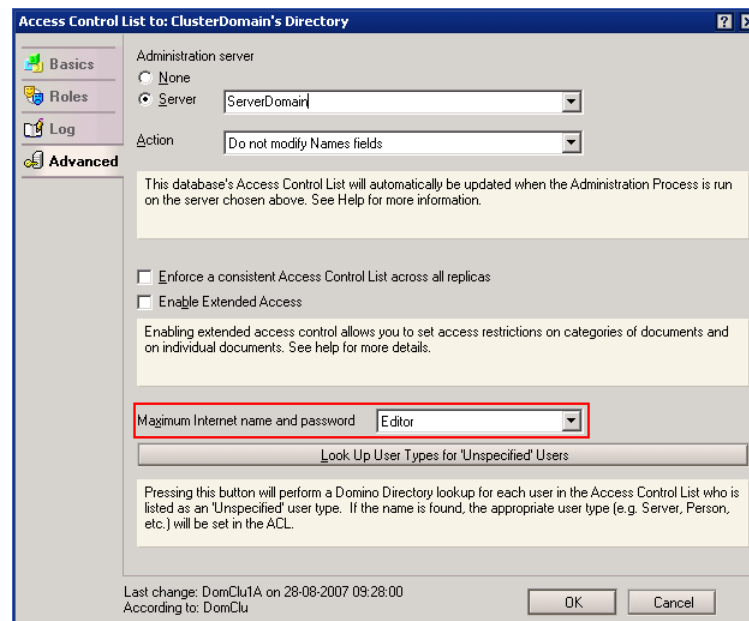 Access Control List to: ClusterDomain's Directory
Basics
Roles
Log
Advanced
Administration server
None
Server
ServerDomain
Action
Do not modify Names fields
This database's Access Control List will automatically be updated when the Administration Process is run
on the server chosen above. See Help for more information.
Enforce a consistent Access Control List across all replicas
Enable Extended Access
Enabling extended access control allows you to set access restrictions on categories of documents and
on individual documents. See help for more details.
Maximum Internet name and password
Editor
Look Up User Types for 'Unspecified' Users
Pressing this button will perform a Domino Directory lookup for each user in the Access Control List who is
listed as an 'Unspecified' user type. If the name is found, the appropriate user type (e.g. Server, Person,
etc.) will be set in the ACL.
Last change: DomClu1A on 28-08-2007 09:28:00
According to: DomClu
OK
Cancel